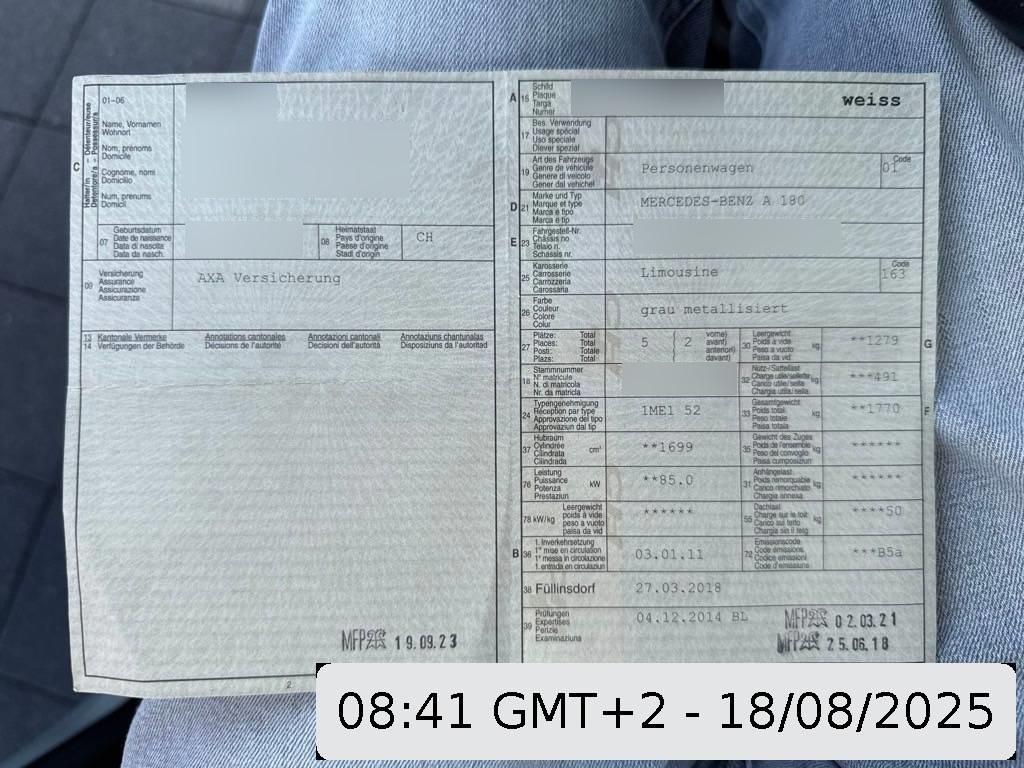 01-06
Halter/in - Détenteur/euse
Detentore/a - Possessur/a
C
Name, Vornamen
Wohnort
Nom, prénoms
Domicile
Cognome, nomi
Domicilio
Num, prenums
Domicil
07
Geburtsdatum
Date de naissance
Data di nascita
Data da nasch.
08
Heimatstaat
Pays d'origine
Paese d'origine
Stadi d'origin
CH
09
Versicherung
Assurance
Assicurazione
Assicuranza
AXA Versicherung
13 Kantonale Vermerke Annotations cantonales Annotazioni cantonali Annotaziuns chantunalas
14 Verfügungen der Behörde Décisions de l'autorité Decisioni dell'autorità Disposiziuns da l'autoritad
MFP 19.09.23
2
A 15
Schild
Plaque
Targa
Numer
weiss
17
Bes. Verwendung
Usage spécial
Uso speciale
Diever spezial
19
Art des Fahrzeugs
Genre de véhicule
Genere di veicolo
Gener dal vehichel
Personenwagen
Code
01
D 21
Marke und Typ
Marque et type
Marca e tipo
Marca e tip
MERCEDES-BENZ A 180
E 23
Fahrgestell-Nr.
Châssis no
Telaio n.
Schassis nr.
25
Karosserie
Carrosserie
Carrozzeria
Carossaria
Limousine
Code
163
26
Farbe
Couleur
Colore
Colur
grau metallisiert
27
Plätze: Total
Places: Total
Posti: Totale
Plazs: Total
5 2
vorne)
avant)
anteriori)
davant)
30
Leergewicht
Poids à vide
Peso a vuoto
Paisa da vid
kg
**1279
G
18
Stammnummer
N° matricule
N. di matricola
Nr. da matricla
32
Nutz-/Sattellast
Charge utile/sellette
Carico utile/sella
Chargia utila/sella
kg
***491
24
Typengenehmigung
Réception par type
Approvazione del tipo
Approvaziun dal tip
1ME1 52
33
Gesamtgewicht
Poids total
Peso totale
Paisa totala
kg
**1770
F
37
Hubraum
Cylindrée
Cilindrata
Cilindrada
cm³
**1699
35
Gewicht des Zuges
Poids de l'ensemble
Peso del convoglio
Paisa cumposiziun
kg
******
76
Leistung
Puissance
Potenza
Prestaziun
kW
**85.0
31
Anhängelast
Poids remorquable
Carico rimorchiato
Chargia annexa
kg
******
78 kW/kg
Leergewicht
poids à vide
peso a vuoto
paisa da vid
******
55
Dachlast
Charge sur le toit
Carico sul tetto
Chargia sin il tetg
kg
****50
B 36
1. Inverkehrsetzung
1re mise en circulation
1a messa in circolazione
1. entrada en circulaziun
03.01.11
72
Emissionscode
Code émissions
Codice emissioni
Code d'emissiuns
***B5a
38 Füllinsdorf 27.03.2018
39
Prüfungen
Expertises
Perizie
Examinaziuns
04.12.2014 BL
MFP 02.03.21
MFP 25.06.18
08:41 GMT+2 - 18/08/2025